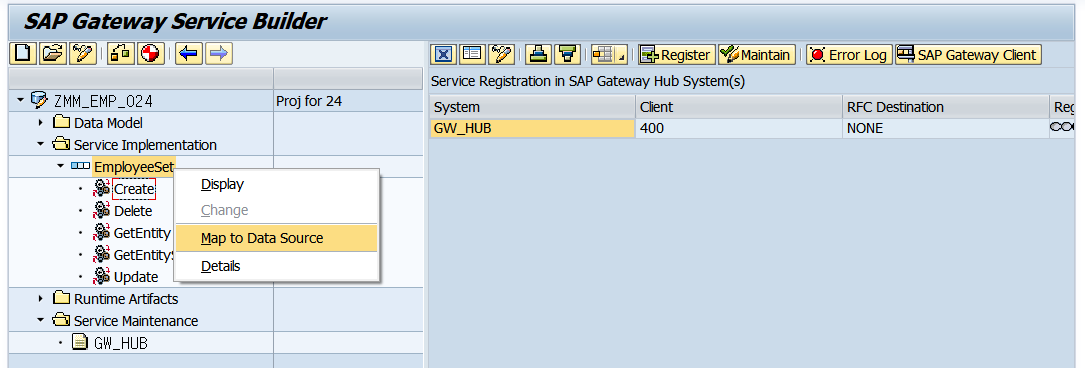 SAP Gateway Service Builder
Register Maintain Error Log SAP Gateway Client
Service Registration in SAP Gateway Hub System(s)
System Client RFC Destination Reg
GW_HUB 400 NONE
ZMM_EMP_024 Proj for 24
Data Model
Service Implementation
EmployeeSet
Create
Delete
GetEntity
GetEntityS
Update
Runtime Artifacts
Service Maintenance
GW_HUB
Display
Change
Map to Data Source
Details